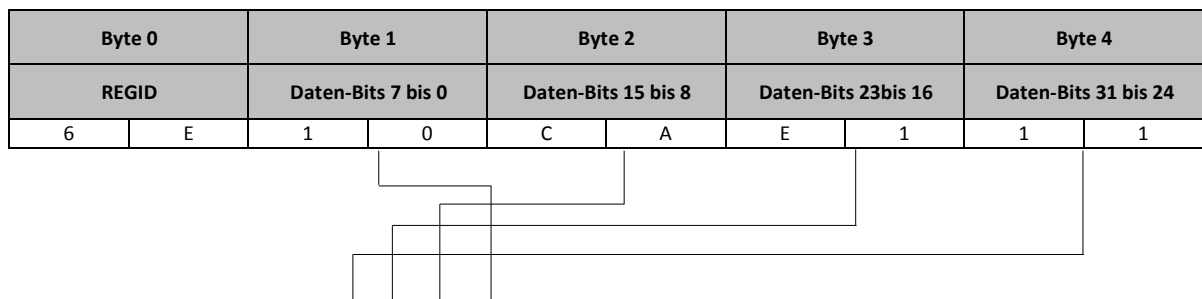 Byte 0 Byte 1 Byte 2 Byte 3 Byte 4
REGID Daten-Bits 7 bis 0 Daten-Bits 15 bis 8 Daten-Bits 23bis 16 Daten-Bits 31 bis 24
6 E 1 0 C A E 1 1 1